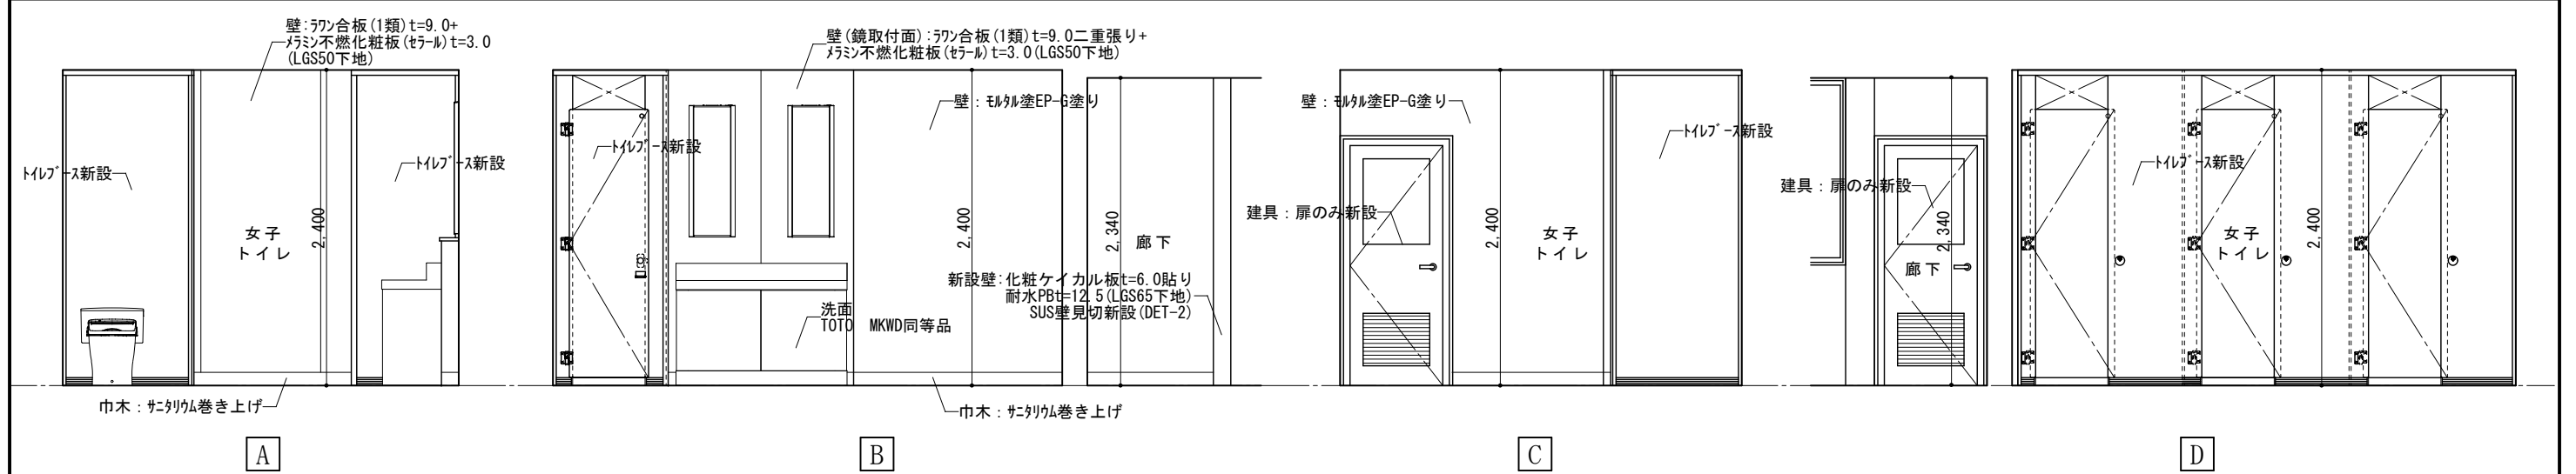 壁:ﾗﾜﾝ合板(1類)t=9.0+
ﾒﾗﾐﾝ不燃化粧板(ｾﾗｰﾙ)t=3.0
(LGS50下地)
ﾄｲﾚﾌﾞｰｽ新設
ﾄｲﾚﾌﾞｰｽ新設
女子
トイレ
2,400
巾木：ｻﾆﾀﾘｳﾑ巻き上げ
A
壁(鏡取付面):ﾗﾜﾝ合板(1類)t=9.0二重張り+
ﾒﾗﾐﾝ不燃化粧板(ｾﾗｰﾙ)t=3.0(LGS50下地)
壁：ﾓﾙﾀﾙ塗EP-G塗り
ﾄｲﾚﾌﾞｰｽ新設
2,400
2,340
廊下
新設壁:化粧ケイカル板t=6.0貼り
耐水PBt=12.5(LGS65下地)
SUS壁見切新設(DET-2)
洗面
TOTO MKWD同等品
巾木：ｻﾆﾀﾘｳﾑ巻き上げ
B
壁：ﾓﾙﾀﾙ塗EP-G塗り
ﾄｲﾚﾌﾞｰｽ新設
建具：扉のみ新設
2,400
女子
トイレ
C
建具：扉のみ新設
2,340
廊下
ﾄｲﾚﾌﾞｰｽ新設
女子
トイレ
2,400
D